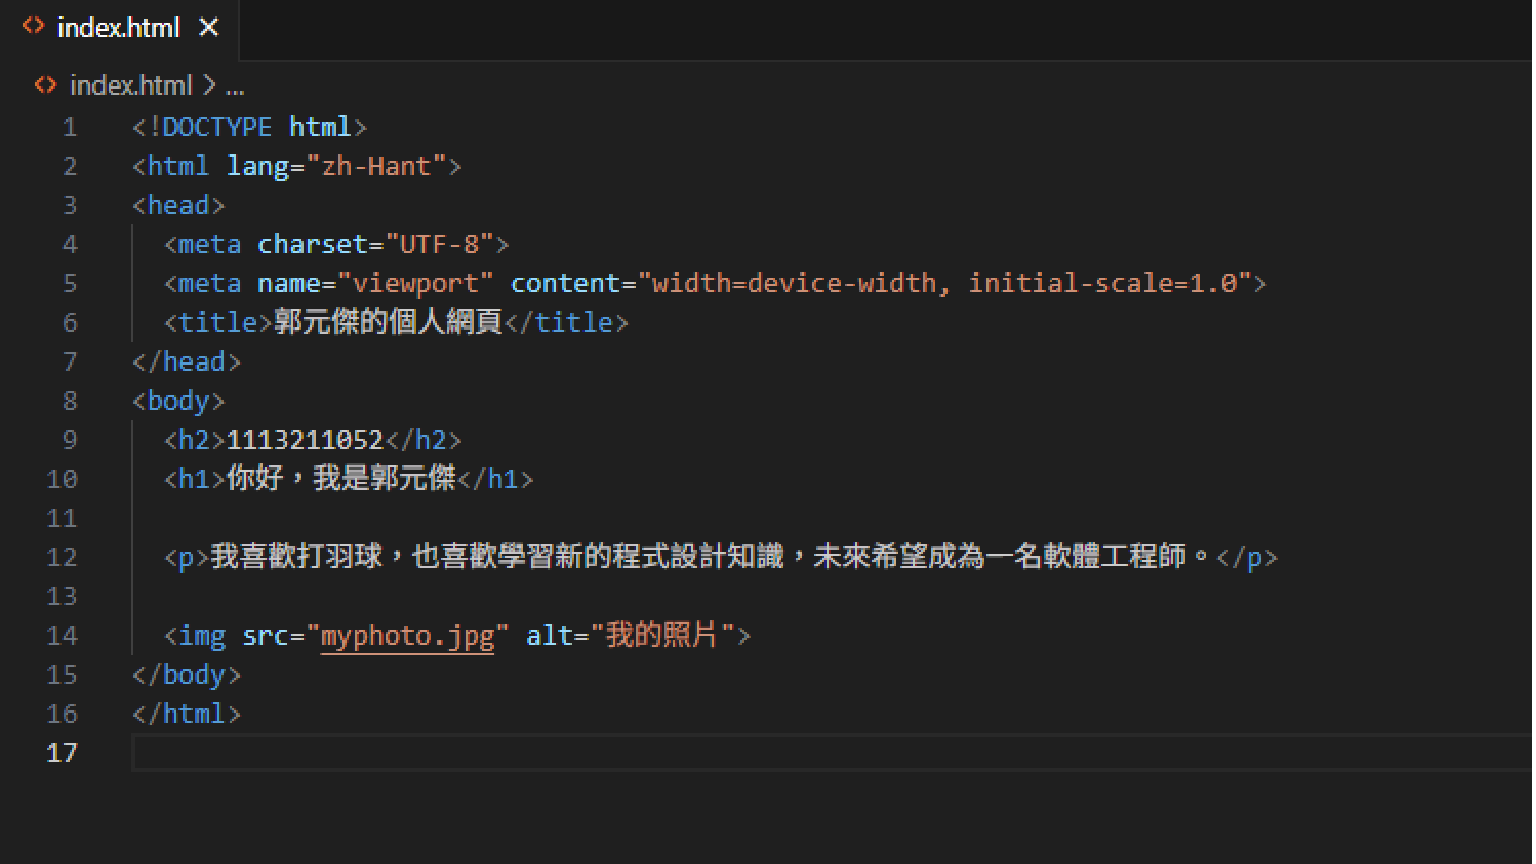 index.html
index.html > ...
1 <!DOCTYPE html>
2 <html lang="zh-Hant">
3 <head>
4 <meta charset="UTF-8">
5 <meta name="viewport" content="width=device-width, initial-scale=1.0">
6 <title>郭元傑的個人網頁</title>
7 </head>
8 <body>
9 <h2>1113211052</h2>
10 <h1>你好，我是郭元傑</h1>
11
12 <p>我喜歡打羽球，也喜歡學習新的程式設計知識，未來希望成為一名軟體工程師。</p>
13
14 <img src="myphoto.jpg" alt="我的照片">
15 </body>
16 </html>
17